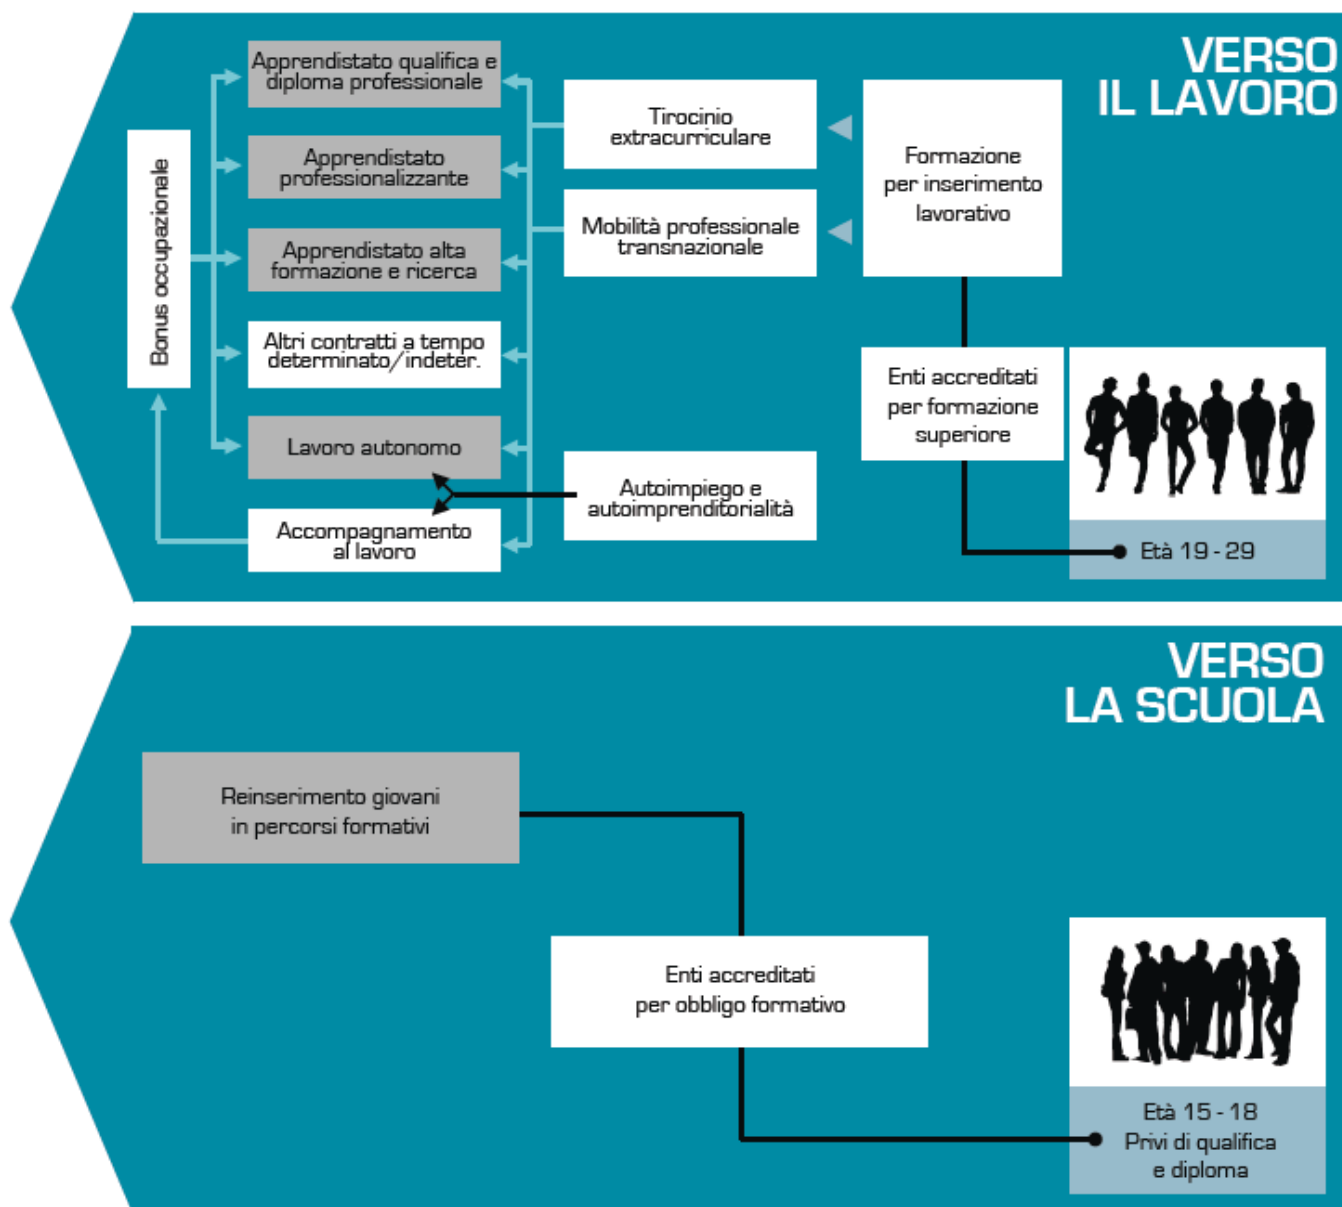 VERSO
IL LAVORO
Apprendistato qualifica e
diploma professionale
Apprendistato
professionalizzante
Apprendistato alta
formazione e ricerca
Altri contratti a tempo
determinato/indeter.
Lavoro autonomo
Accompagnamento
al lavoro
Bonus occupazionale
Tirocinio
extracurriculare
Mobilità professionale
transnazionale
Autoimpiego e
autoimprenditorialità
Formazione
per inserimento
lavorativo
Enti accreditati
per formazione
superiore
Età 19 - 29
VERSO
LA SCUOLA
Reinserimento giovani
in percorsi formativi
Enti accreditati
per obbligo formativo
Età 15 - 18
Privi di qualifica
e diploma